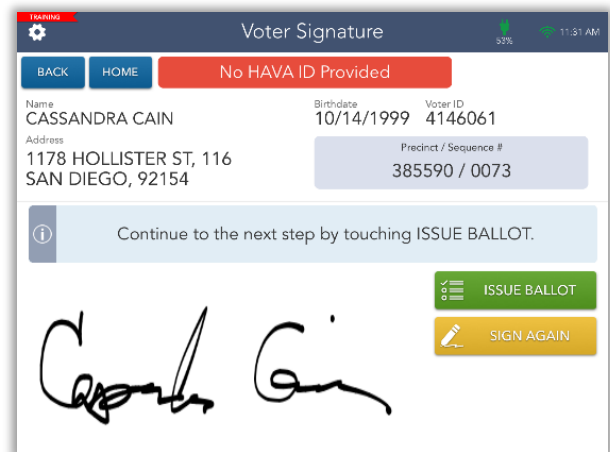 TRAINING
Voter Signature
53%
11:31 AM
BACK
HOME
No HAVA ID Provided
Name
CASSANDRA CAIN
Birthdate
10/14/1999
Voter ID
4146061
Address
1178 HOLLISTER ST, 116
SAN DIEGO, 92154
Precinct / Sequence #
385590 / 0073
Continue to the next step by touching ISSUE BALLOT.
ISSUE BALLOT
SIGN AGAIN
Cassandra Cain